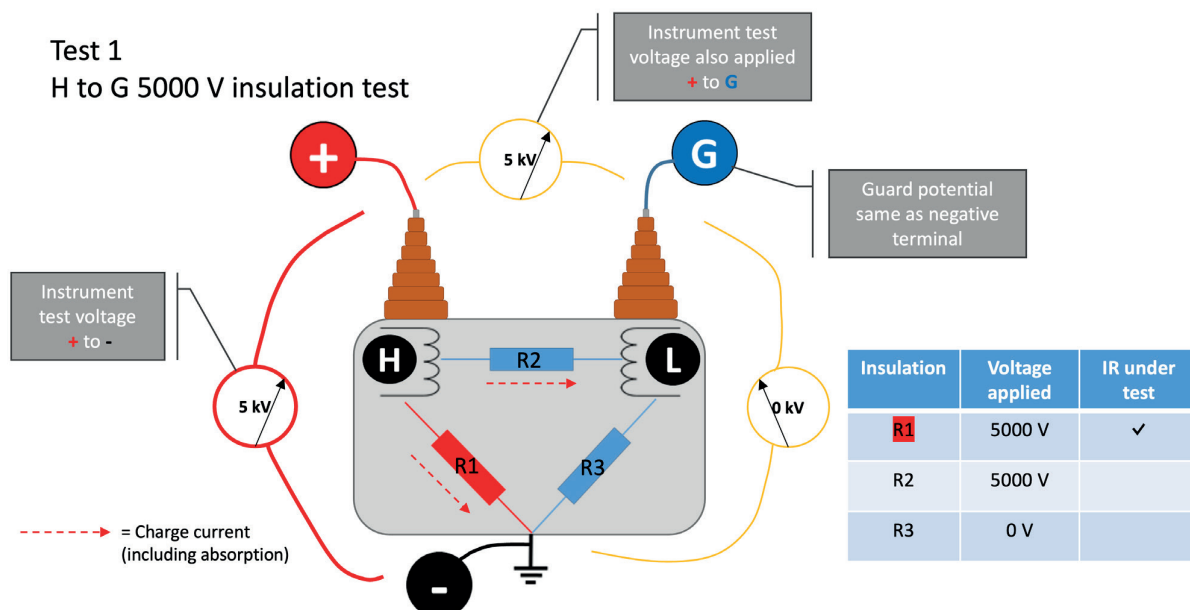 Test 1
H to G 5000 V insulation test
Instrument test
voltage also applied
+ to G
+
5 kV
G
Guard potential
same as negative
terminal
Instrument
test voltage
+ to -
H
R2
L
5 kV
0 kV
R1
R3
= Charge current
(including absorption)
-
Insulation Voltage applied IR under test
R1 5000 V ✓
R2 5000 V
R3 0 V